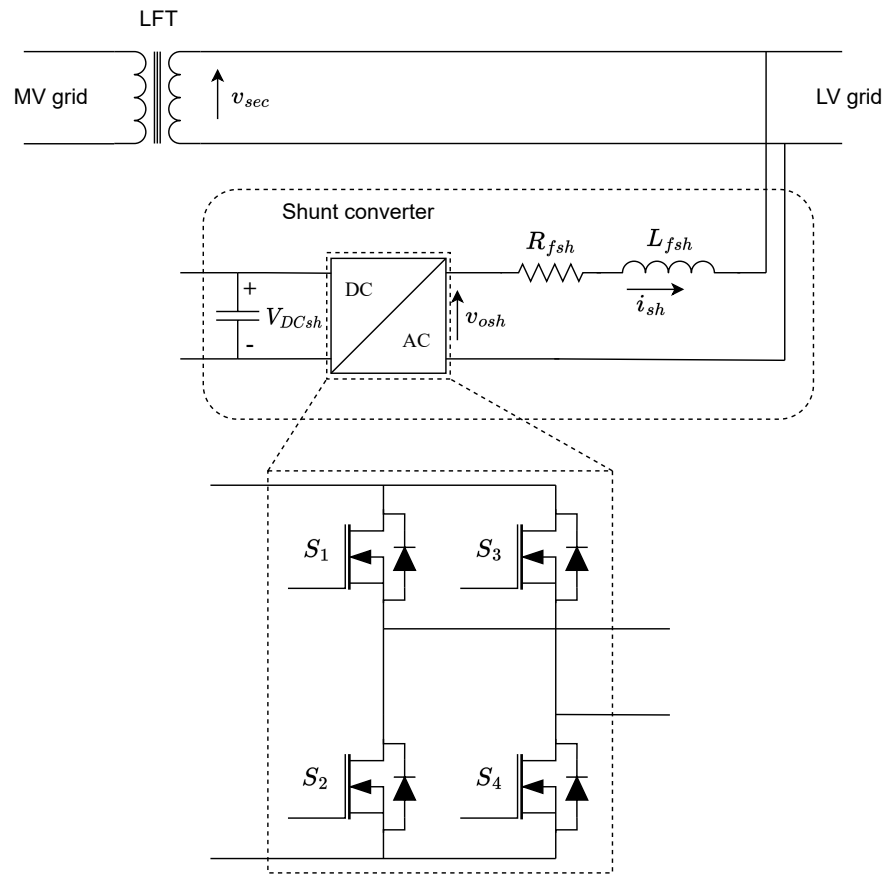 LFT
MV grid
v_sec
LV grid
Shunt converter
R_fsh
L_fsh
+
V_DCsh
-
DC
AC
v_osh
i_sh
S_1
S_3
S_2
S_4